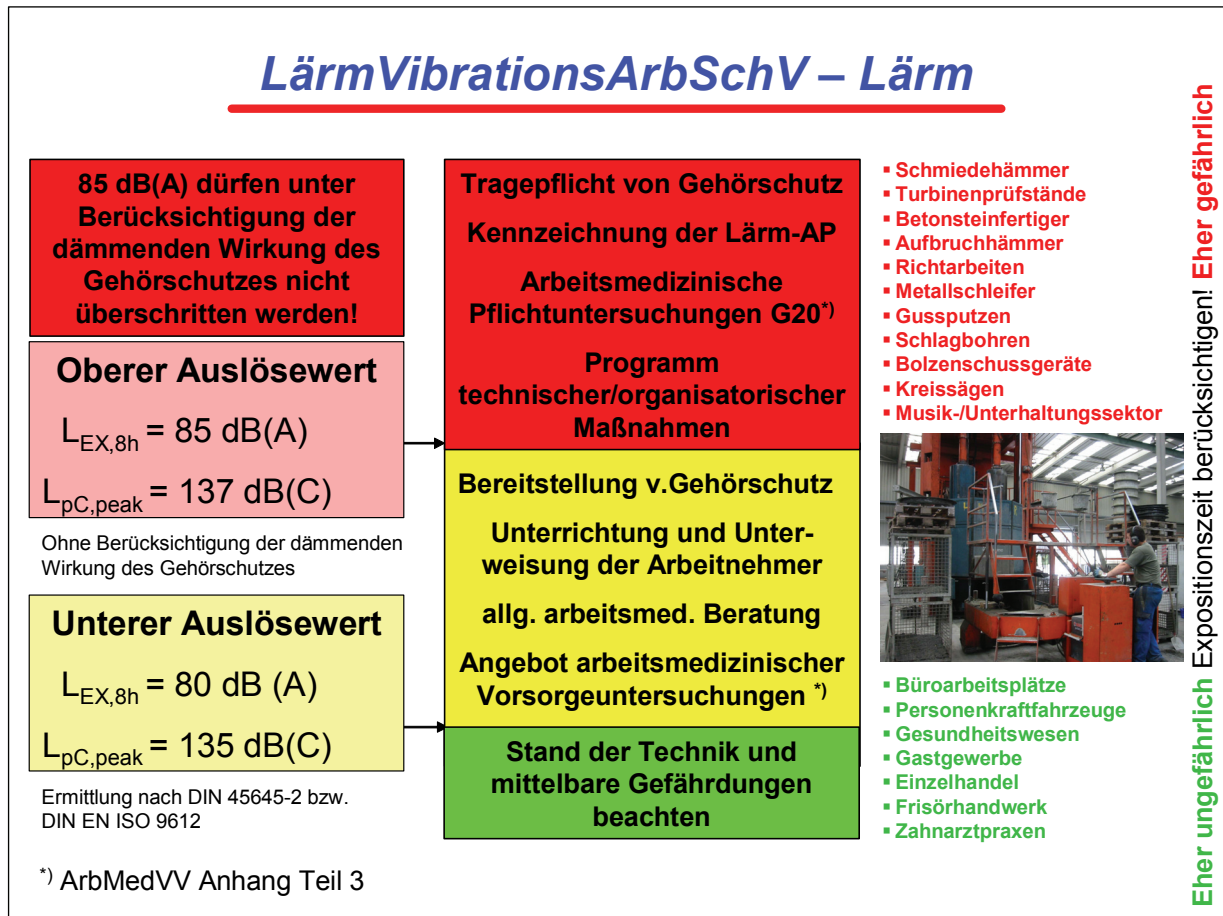 LärmVibrationsArbSchV – Lärm
85 dB(A) dürfen unter
Berücksichtigung der
dämmenden Wirkung des
Gehörschutzes nicht
überschritten werden!
Oberer Auslösewert
L EX,8h = 85 dB(A)
L pC,peak = 137 dB(C)
Ohne Berücksichtigung der dämmenden
Wirkung des Gehörschutzes
Unterer Auslösewert
L EX,8h = 80 dB (A)
L pC,peak = 135 dB(C)
Ermittlung nach DIN 45645-2 bzw.
DIN EN ISO 9612
*) ArbMedVV Anhang Teil 3
Tragepflicht von Gehörschutz
Kennzeichnung der Lärm-AP
Arbeitsmedizinische
Pflichtuntersuchungen G20*)
Programm
technischer/organisatorischer
Maßnahmen
Bereitstellung v.Gehörschutz
Unterrichtung und Unter-
weisung der Arbeitnehmer
allg. arbeitsmed. Beratung
Angebot arbeitsmedizinischer
Vorsorgeuntersuchungen *)
Stand der Technik und
mittelbare Gefährdungen
beachten
▪ Schmiedehämmer
▪ Turbinenprüfstände
▪ Betonsteinfertiger
▪ Aufbruchhämmer
▪ Richtarbeiten
▪ Metallschleifer
▪ Gussputzen
▪ Schlagbohren
▪ Bolzenschussgeräte
▪ Kreissägen
▪ Musik-/Unterhaltungssektor
▪ Büroarbeitsplätze
▪ Personenkraftfahrzeuge
▪ Gesundheitswesen
▪ Gastgewerbe
▪ Einzelhandel
▪ Frisörhandwerk
▪ Zahnarztpraxen
Eher ungefährlich Expositionszeit berücksichtigen! Eher gefährlich